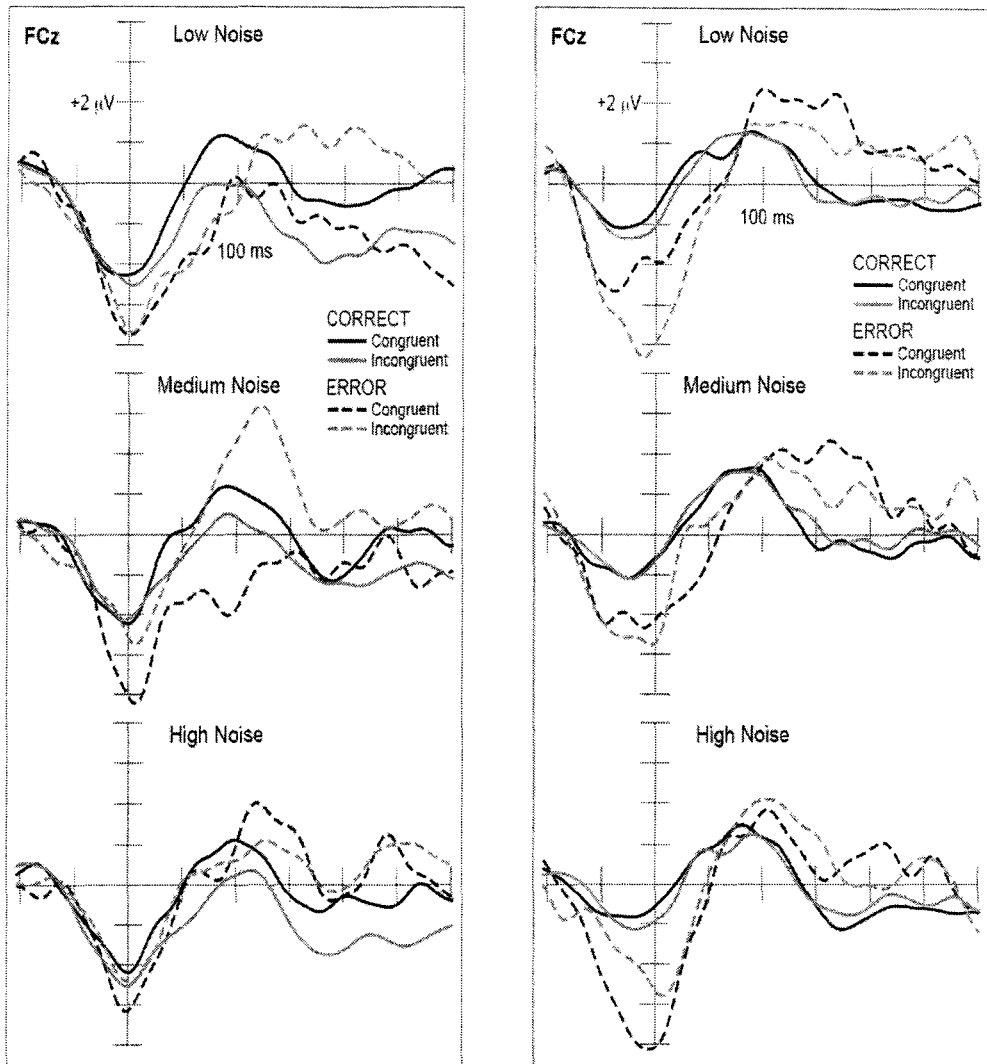 FCz
Low Noise
+2 µV
100 ms
CORRECT
Congruent
Incongruent
ERROR
Congruent
Incongruent
Medium Noise
High Noise
FCz
Low Noise
+2 µV
100 ms
CORRECT
Congruent
Incongruent
ERROR
Congruent
Incongruent
Medium Noise
High Noise